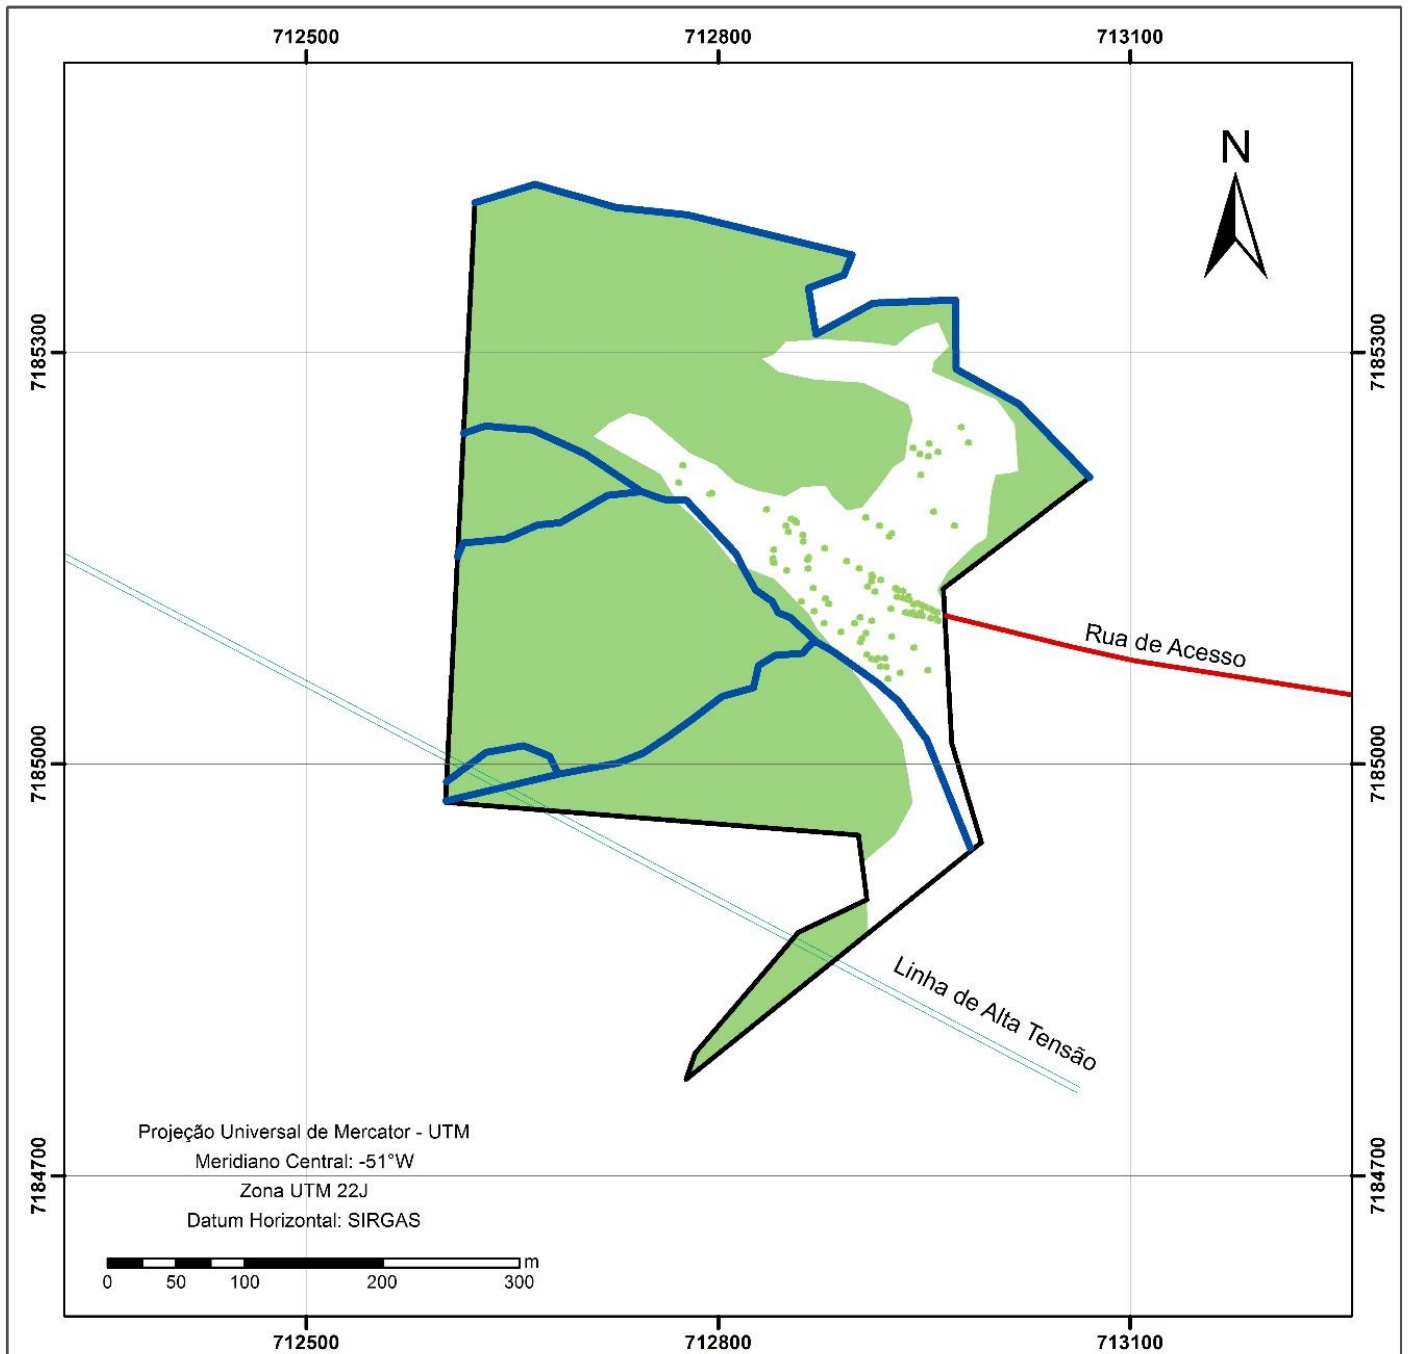 712500 712800 713100
N
7185300 7185300
Rua de Acesso
7185000 7185000
Linha de Alta Tensão
Projeção Universal de Mercator - UTM
Meridiano Central: -51°W
Zona UTM 22J
Datum Horizontal: SIRGAS
7184700 7184700
m
0 50 100 200 300
712500 712800 713100